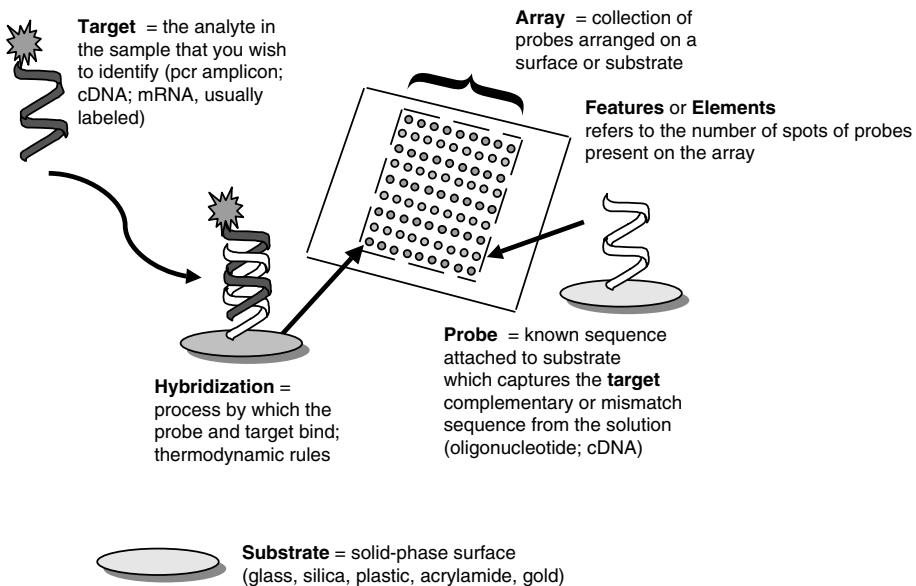 Target = the analyte in
the sample that you wish
to identify (pcr amplicon;
cDNA; mRNA, usually
labeled)
Array = collection of
probes arranged on a
surface or substrate
Features or Elements
refers to the number of spots of probes
present on the array
Probe = known sequence
attached to substrate
which captures the target
complementary or mismatch
sequence from the solution
(oligonucleotide; cDNA)
Hybridization =
process by which the
probe and target bind;
thermodynamic rules
Substrate = solid-phase surface
(glass, silica, plastic, acrylamide, gold)